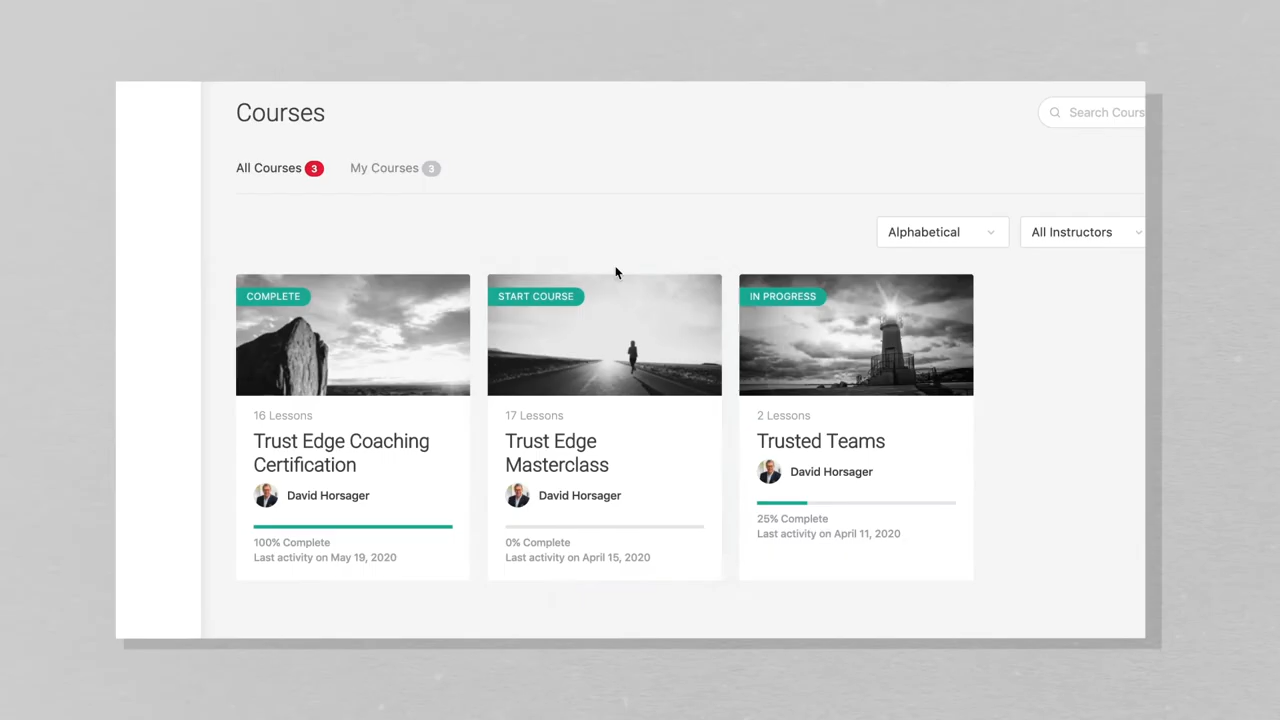 Courses
Search Cours
All Courses 3
My Courses 3
Alphabetical
All Instructors
COMPLETE
16 Lessons
Trust Edge Coaching
Certification
David Horsager
100% Complete
Last activity on May 19, 2020
START COURSE
17 Lessons
Trust Edge
Masterclass
David Horsager
0% Complete
Last activity on April 15, 2020
IN PROGRESS
2 Lessons
Trusted Teams
David Horsager
25% Complete
Last activity on April 11, 2020